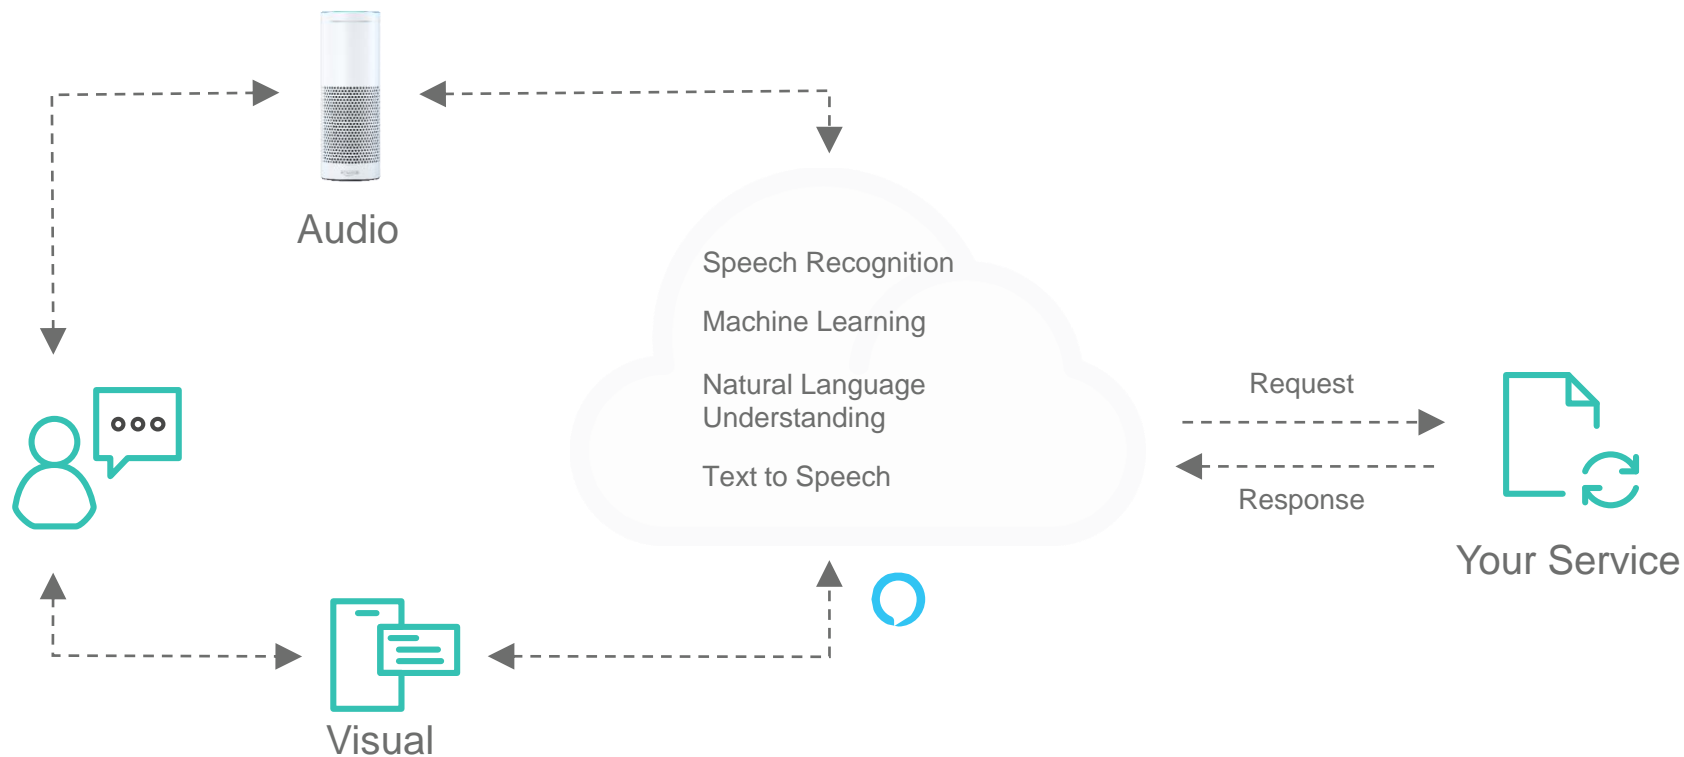 Audio
Speech Recognition
Machine Learning
Natural Language
Understanding
Text to Speech
Request
Response
Your Service
Visual